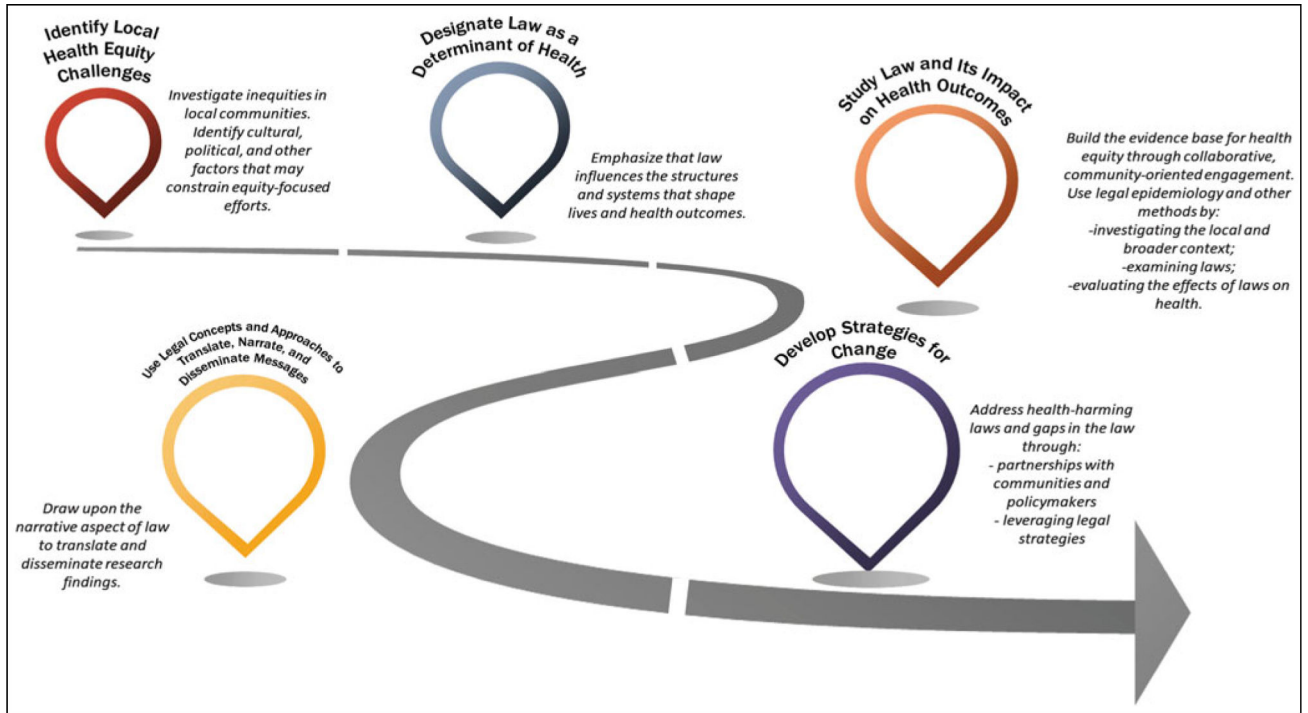 Identify Local
Health Equity
Challenges
Investigate inequities in
local communities.
Identify cultural,
political, and other
factors that may
constrain equity-focused
efforts.
Designate Law as a
Determinant of Health
Emphasize that law
influences the structures
and systems that shape
lives and health outcomes.
Study Law and Its Impact
on Health Outcomes
Build the evidence base for health
equity through collaborative,
community-oriented engagement.
Use legal epidemiology and other
methods by:
-investigating the local and
broader context;
-examining laws;
-evaluating the effects of laws on
health.
Use Legal Concepts and Approaches to
Translate, Narrate, and
Disseminate Messages
Draw upon the
narrative aspect of law
to translate and
disseminate research
findings.
Develop Strategies for
Change
Address health-harming
laws and gaps in the law
through:
- partnerships with
communities and
policymakers
- leveraging legal
strategies